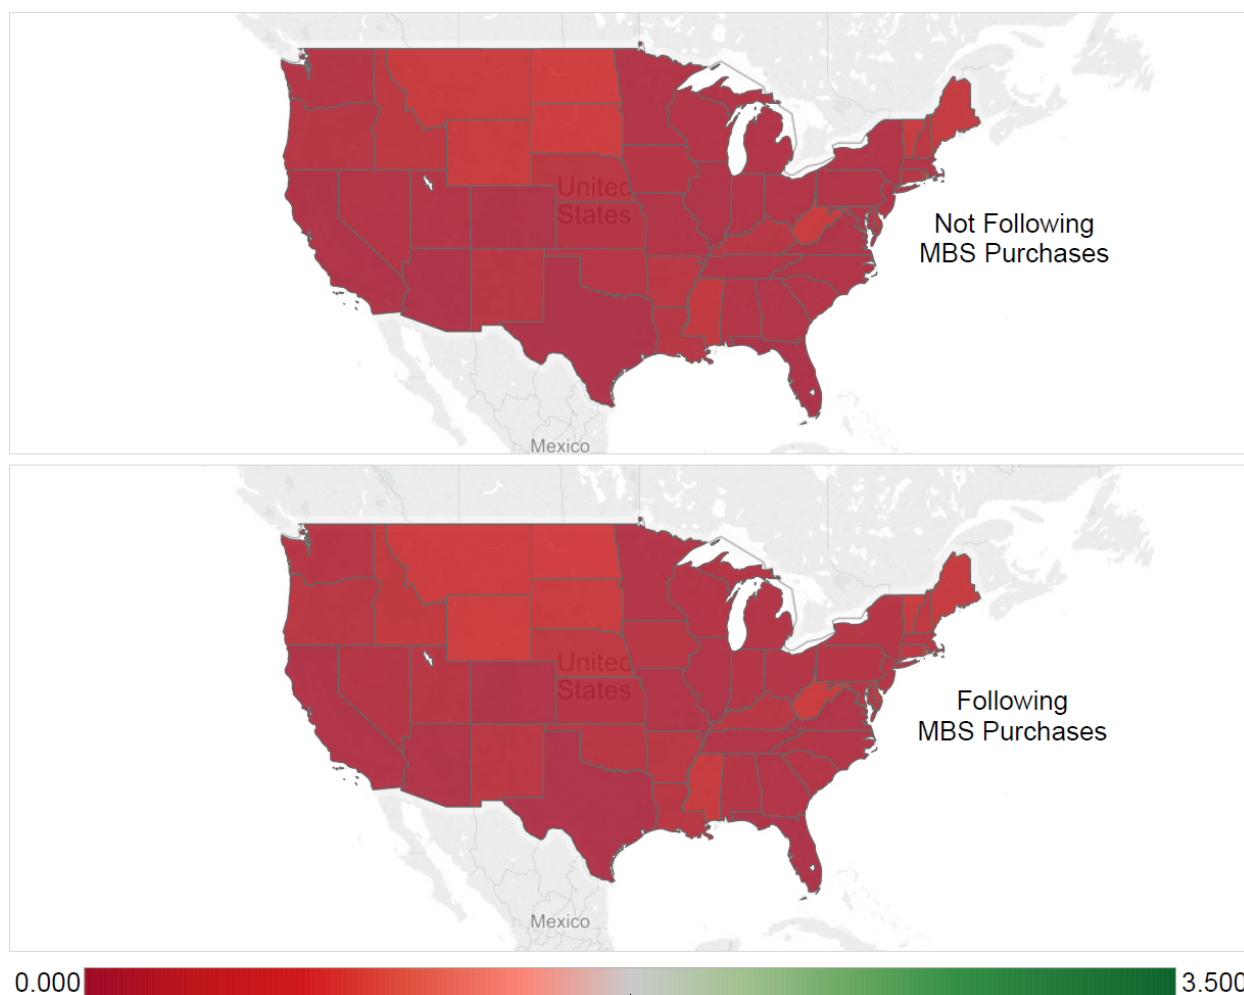 United
States
Not Following
MBS Purchases
Mexico
United
States
Following
MBS Purchases
Mexico
0.000
3.500